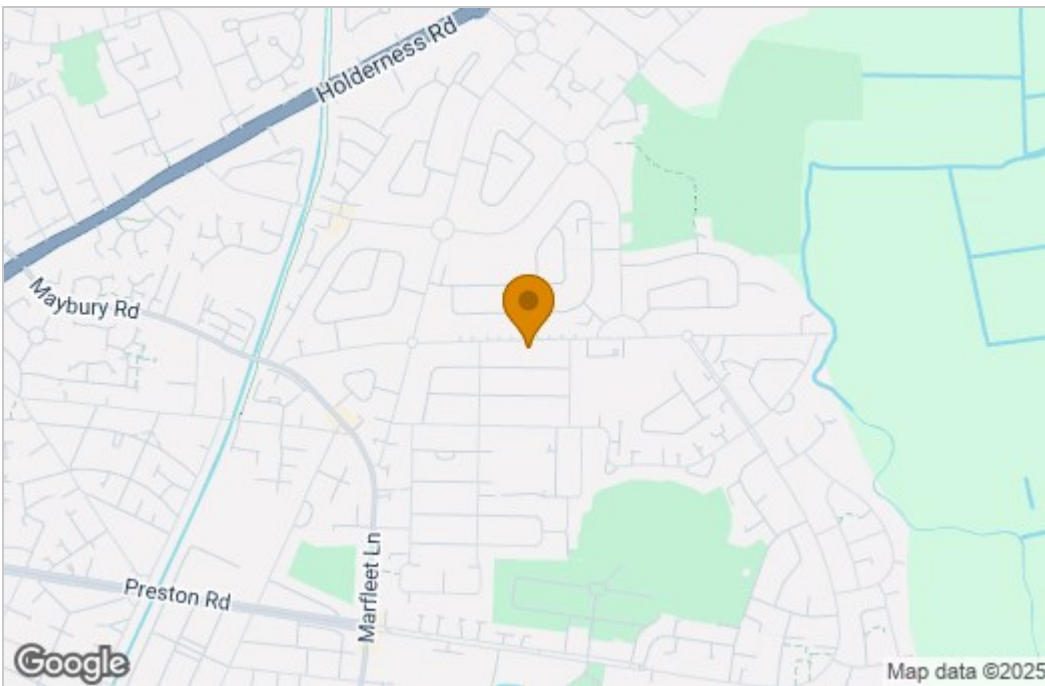 Holderness Rd
Maybury Rd
Marfleet Ln
Preston Rd
Google
Map data ©2025